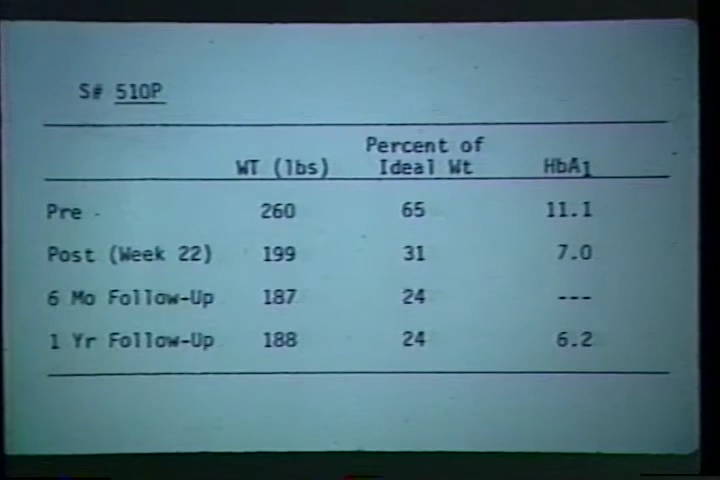 S# 510P
Percent of
WT (lbs) Ideal Wt HbA1
Pre 260 65 11.1
Post (Week 22) 199 31 7.0
6 Mo Follow-Up 187 24 ---
1 Yr Follow-Up 188 24 6.2